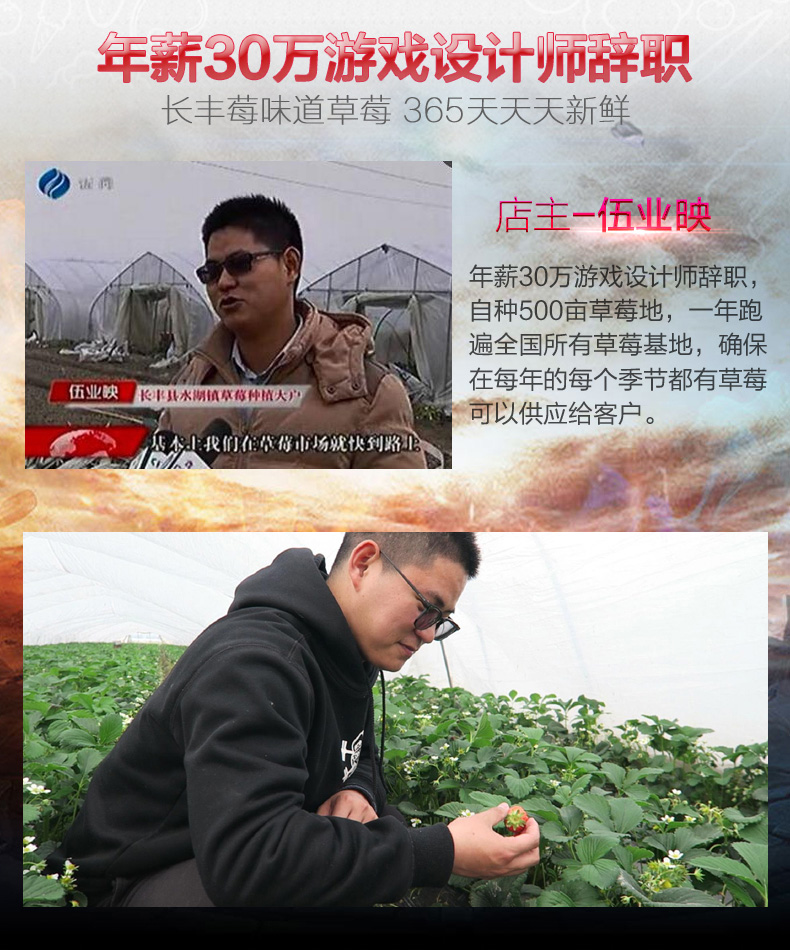 年薪30万游戏设计师辞职
长丰莓味道草莓 365天天天新鲜
店主-伍业映
年薪30万游戏设计师辞职，
自种500亩草莓地，一年跑
遍全国所有草莓基地，确保
在每年的每个季节都有草莓
可以供应给客户。
伍业映 长丰县水湖镇草莓种植大户
基本上我们在草莓市场就快到路上